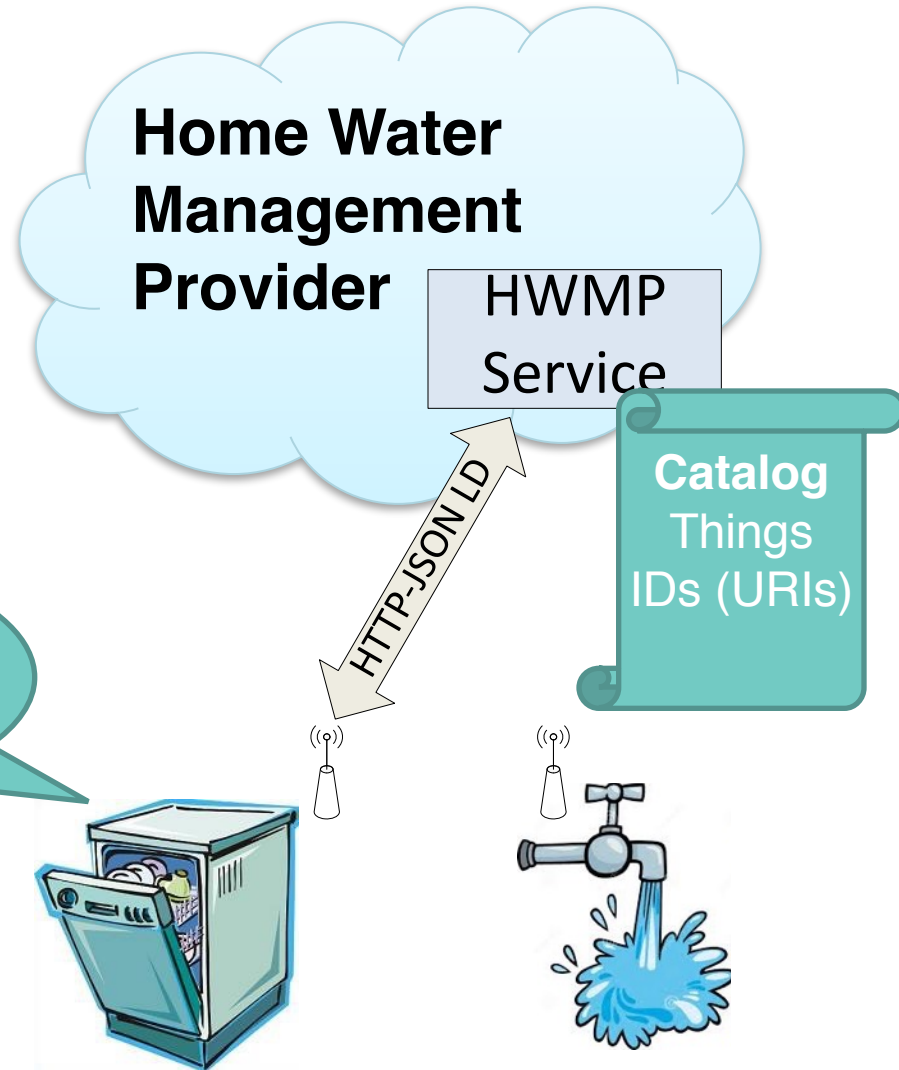 Home Water
Management
Provider
HWMP
Service
Catalog
Things
IDs (URIs)
HTTP-JSON LD